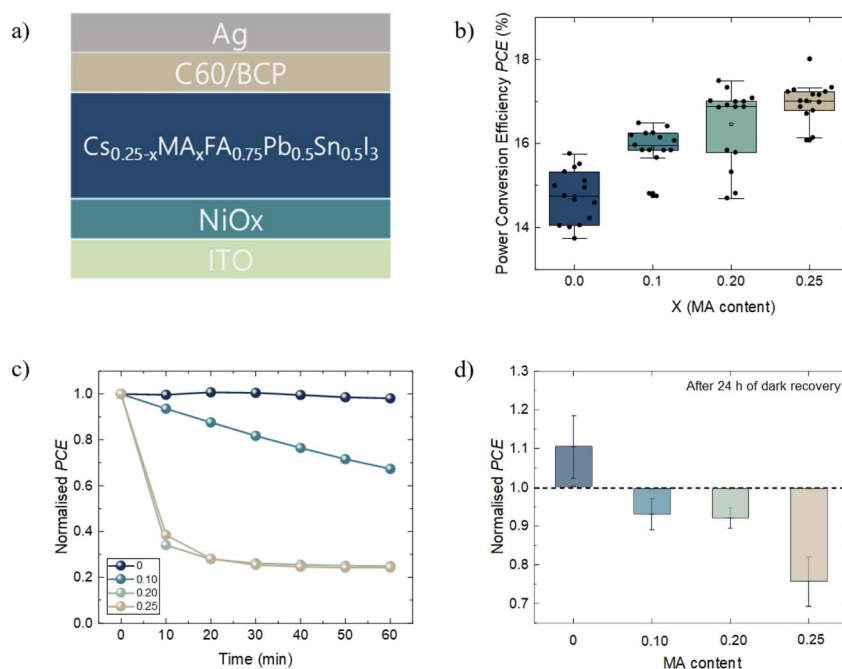 a)
Ag
C60/BCP
Cs0.25-xMAxFA0.75Pb0.5Sn0.5I3
NiOx
ITO
b)
Power Conversion Efficiency PCE (%)
18
16
14
0.0
0.1
0.20
0.25
X (MA content)
c)
Normalised PCE
1.0
0.8
0.6
0.4
0.2
0.0
0
0.10
0.20
0.25
0 10 20 30 40 50 60
Time (min)
d)
After 24 h of dark recovery
Normalised PCE
1.3
1.2
1.1
1.0
0.9
0.8
0.7
0
0.10
0.20
0.25
MA content